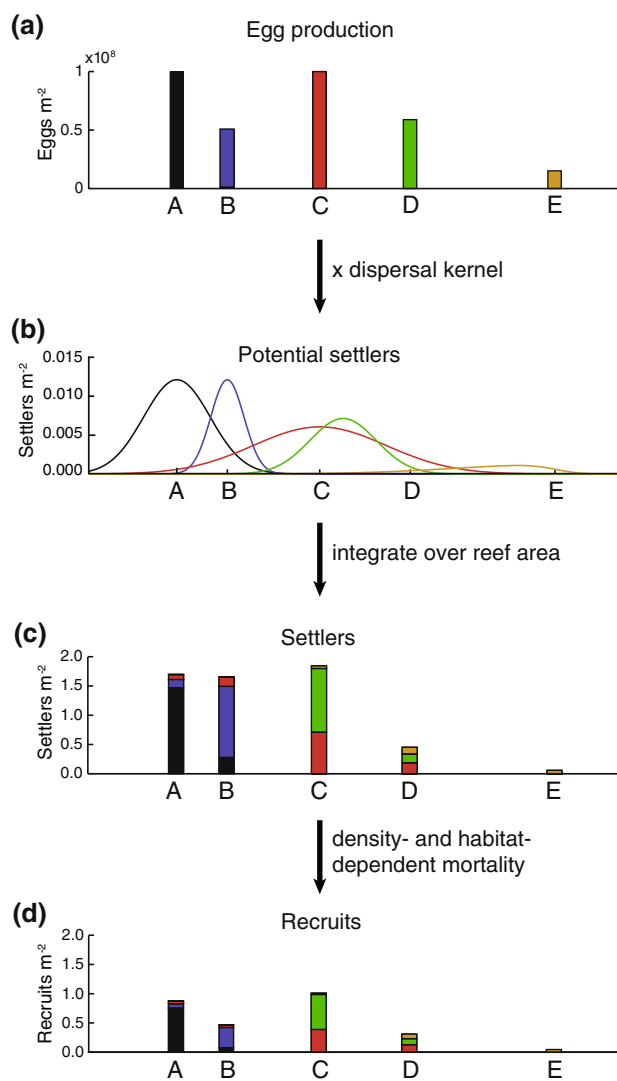 (a)
Egg production
x10⁸
1
0.5
0
Eggs m⁻²
A B C D E
x dispersal kernel
(b)
Potential settlers
0.015
0.010
0.005
0.000
Settlers m⁻²
A B C D E
integrate over reef area
(c)
Settlers
2.0
1.5
1.0
0.5
0.0
Settlers m⁻²
A B C D E
density- and habitat-
dependent mortality
(d)
Recruits
2.0
1.5
1.0
0.5
0.0
Recruits m⁻²
A B C D E